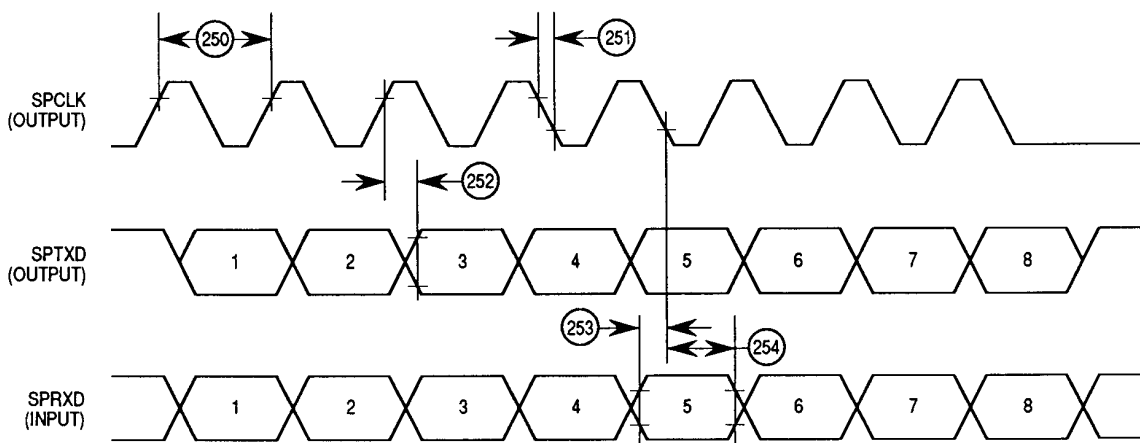 250
251
SPCLK
(OUTPUT)
252
SPTXD
(OUTPUT)
1 2 3 4 5 6 7 8
253
254
SPRXD
(INPUT)
1 2 3 4 5 6 7 8